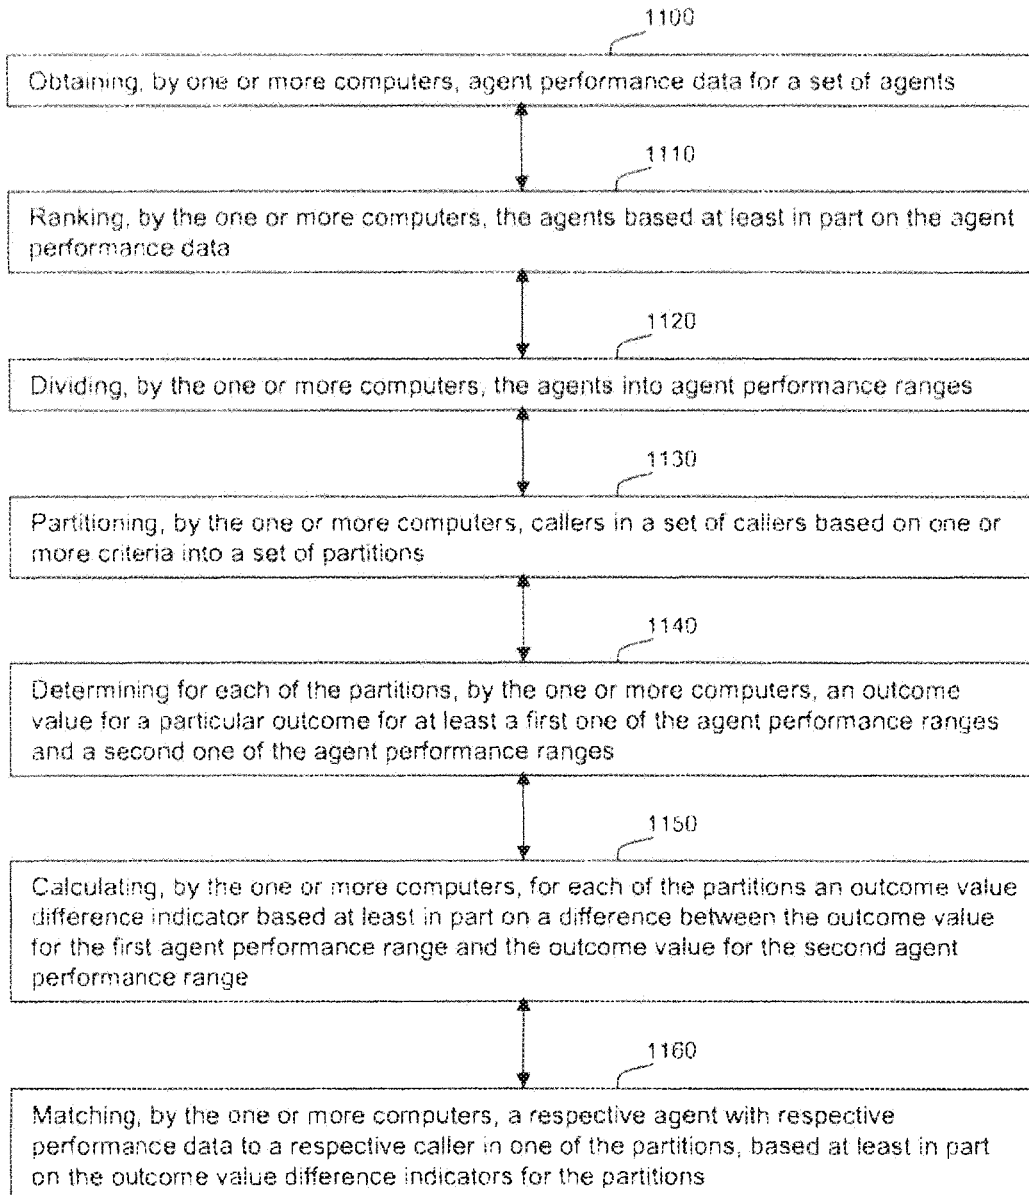 1100
Obtaining, by one or more computers, agent performance data for a set of agents
1110
Ranking, by the one or more computers, the agents based at least in part on the agent
performance data
1120
Dividing, by the one or more computers, the agents into agent performance ranges
1130
Partitioning, by the one or more computers, callers in a set of callers based on one or
more criteria into a set of partitions
1140
Determining for each of the partitions, by the one or more computers, an outcome
value for a particular outcome for at least a first one of the agent performance ranges
and a second one of the agent performance ranges
1150
Calculating, by the one or more computers, for each of the partitions an outcome value
difference indicator based at least in part on a difference between the outcome value
for the first agent performance range and the outcome value for the second agent
performance range
1160
Matching, by the one or more computers, a respective agent with respective
performance data to a respective caller in one of the partitions, based at least in part
on the outcome value difference indicators for the partitions